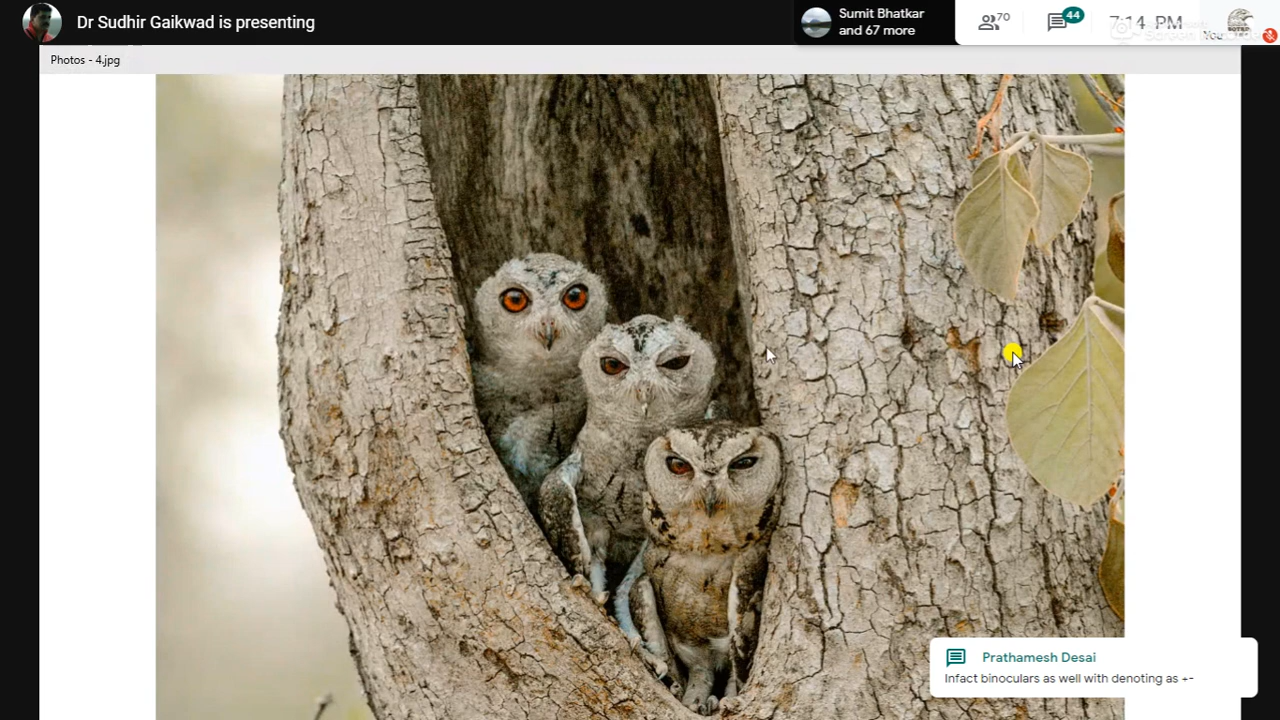 Dr Sudhir Gaikwad is presenting
Sumit Bhatkar
and 67 more
70
44
7:14 PM
You
Photos - 4.jpg
Prathamesh Desai
Infact binoculars as well with denoting as +-